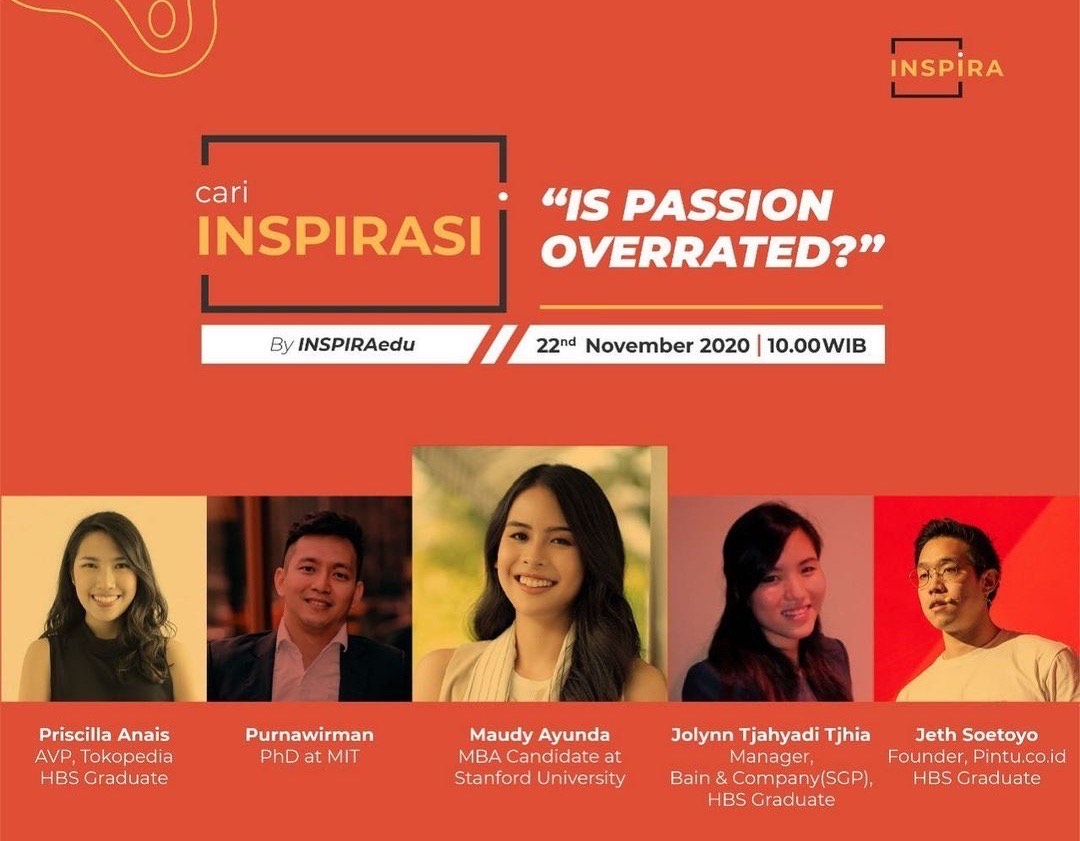 INSPiRA
cari
INSPIRASI
“IS PASSION
OVERRATED?”
By INSPIRAedu
22nd November 2020 | 10.00WIB
Priscilla Anais
AVP, Tokopedia
HBS Graduate
Purnawirman
PhD at MIT
Maudy Ayunda
MBA Candidate at
Stanford University
Jolynn Tjahyadi Tjhia
Manager,
Bain & Company(SGP),
HBS Graduate
Jeth Soetoyo
Founder, Pintu.co.id
HBS Graduate